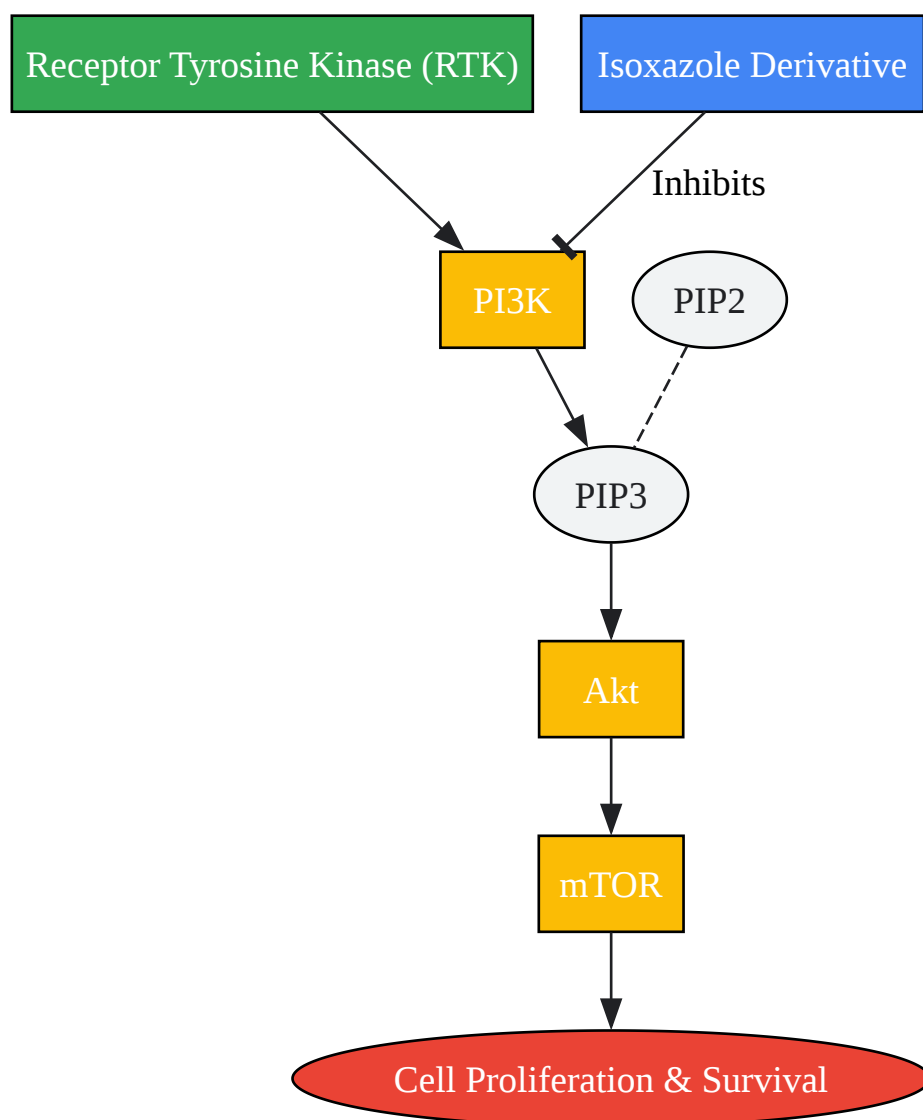 Receptor Tyrosine Kinase (RTK)
Isoxazole Derivative
Inhibits
PI3K
PIP2
PIP3
Akt
mTOR
Cell Proliferation & Survival